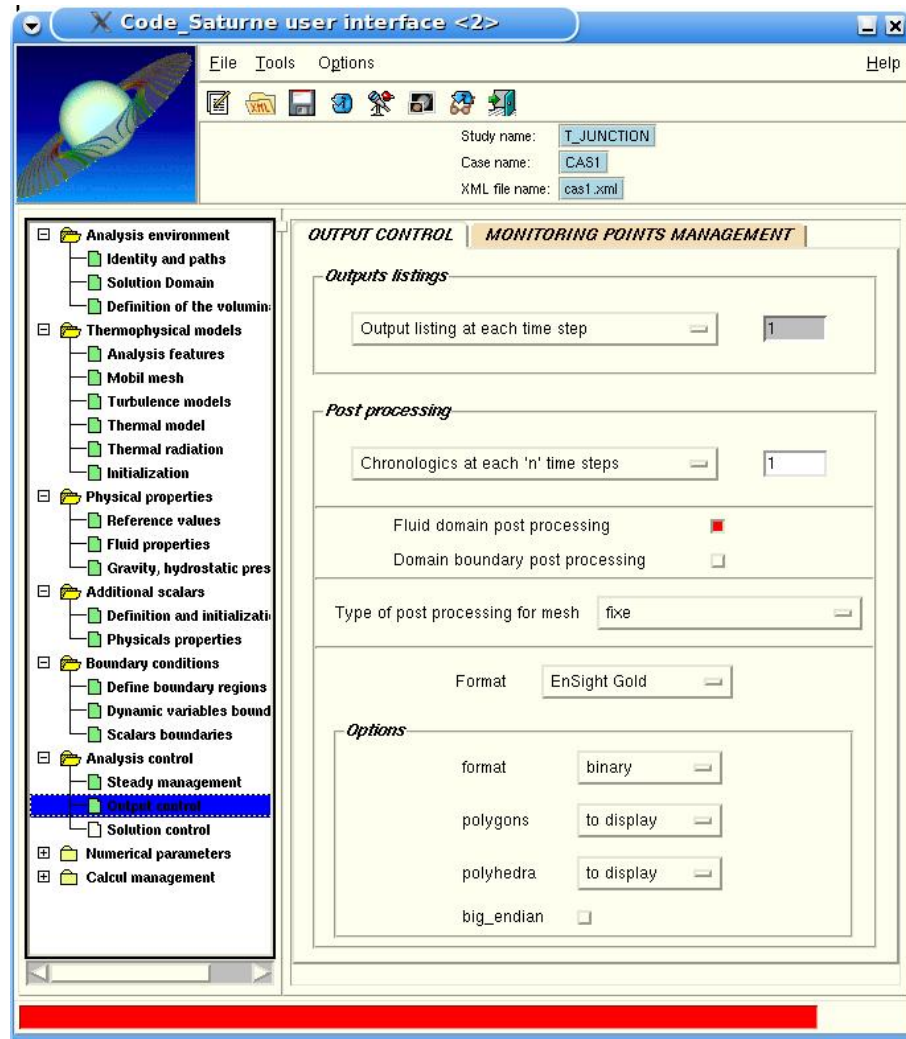 Code_Saturne user interface <2>
File Tools Options Help
Study name: T_JUNCTION
Case name: CAS1
XML file name: cas1.xml
Analysis environment
Identity and paths
Solution Domain
Definition of the volumin
Thermophysical models
Analysis features
Mobil mesh
Turbulence models
Thermal model
Thermal radiation
Initialization
Physical properties
Reference values
Fluid properties
Gravity, hydrostatic pres
Additional scalars
Definition and initializati
Physicals properties
Boundary conditions
Define boundary regions
Dynamic variables bound
Scalars boundaries
Analysis control
Steady management
Output control
Solution control
Numerical parameters
Calcul management
OUTPUT CONTROL MONITORING POINTS MANAGEMENT
Outputs listings
Output listing at each time step 1
Post processing
Chronologics at each 'n' time steps 1
Fluid domain post processing
Domain boundary post processing
Type of post processing for mesh fixe
Format EnSight Gold
Options
format binary
polygons to display
polyhedra to display
big_endian